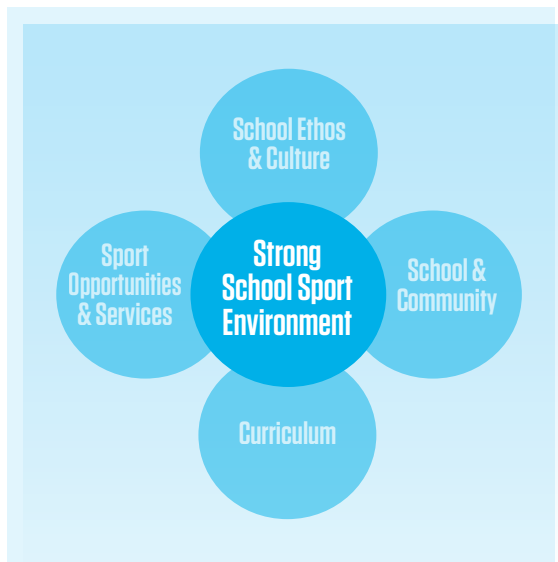 School Ethos
& Culture
Sport
Opportunities
& Services
Strong
School Sport
Environment
School &
Community
Curriculum